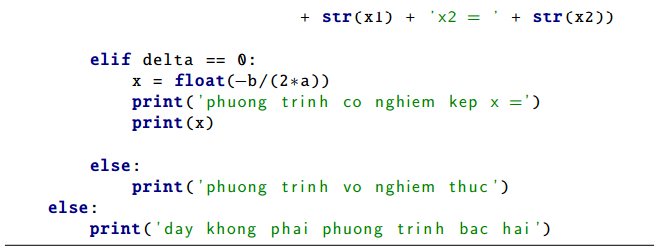 + str(x1) + 'x2 = ' + str(x2))
elif delta == 0:
x = float(−b/(2*a))
print('phuong trinh co nghiem kep x =')
print(x)
else:
print('phuong trinh vo nghiem thuc')
else:
print('day khong phai phuong trinh bac hai')